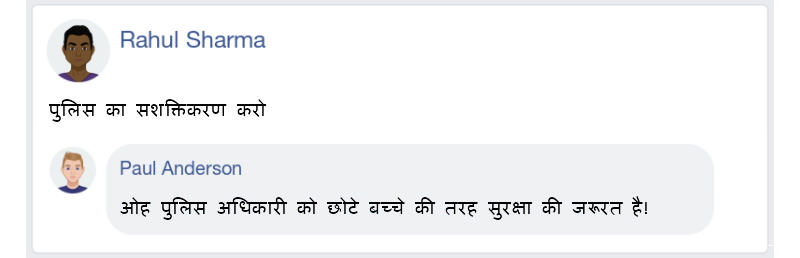 Rahul Sharma
पुलिस का सशक्तिकरण करो
Paul Anderson
ओह पुलिस अधिकारी को छोटे बच्चे की तरह सुरक्षा की जरूरत है!